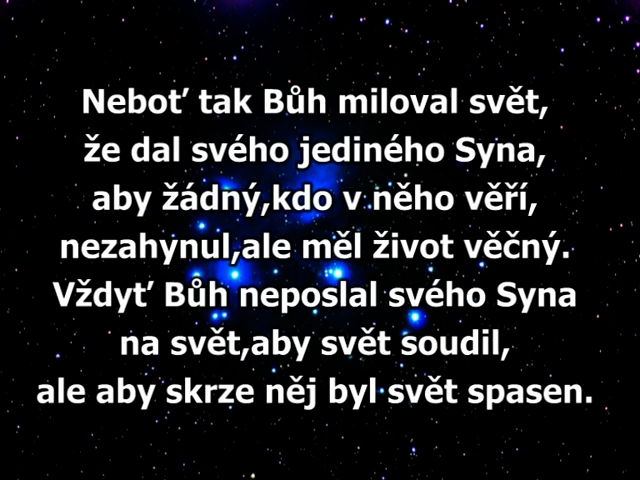 Neboť tak Bůh miloval svět,
že dal svého jediného Syna,
aby žádný,kdo v něho věří,
nezahynul,ale měl život věčný.
Vždyť Bůh neposlal svého Syna
na svět,aby svět soudil,
ale aby skrze něj byl svět spasen.